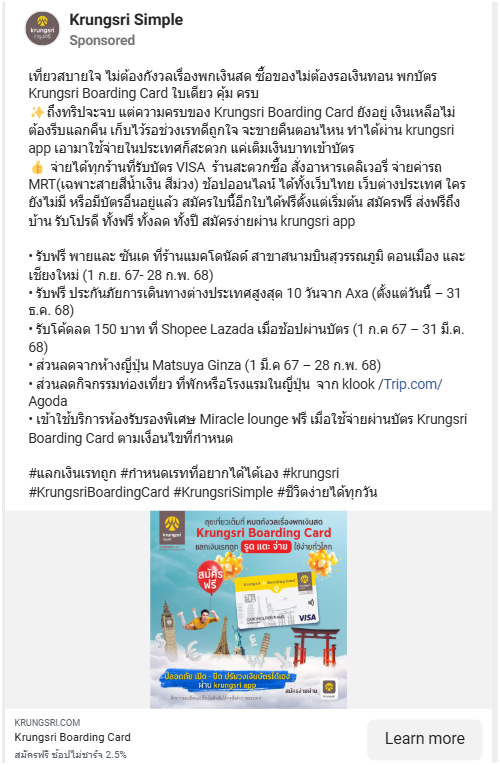 Krungsri Simple
Sponsored
เที่ยวสบายใจ ไม่ต้องกังวลเรื่องพกเงินสด ซื้อของไม่ต้องรอเงินทอน พกบัตร
Krungsri Boarding Card ใบเดียว คุ้ม ครบ
✨ถึงทริปจะจบ แต่ความครบของ Krungsri Boarding Card ยังอยู่ เงินเหลือไม่
ต้องรีบแลกคืน เก็บไว้รอช่วงเรทดีถูกใจ จะขายคืนตอนไหน ทำได้ผ่าน krungsri
app เอามาใช้จ่ายในประเทศก็สะดวก แค่เติมเงินบาทเข้าบัตร
👍 จ่ายได้ทุกร้านที่รับบัตร VISA ร้านสะดวกซื้อ สั่งอาหารเดลิเวอรี่ จ่ายค่ารถ
MRT(เฉพาะสายสีน้ำเงิน สีม่วง) ช้อปออนไลน์ ได้ทั้งเว็บไทย เว็บต่างประเทศ ใคร
ยังไม่มี หรือมีบัตรอื่นอยู่แล้ว สมัครใบนี้อีกใบได้ฟรีตั้งแต่เริ่มต้น สมัครฟรี ส่งฟรีถึง
บ้าน รับโปรดี ทั้งฟรี ทั้งลด ทั้งปี สมัครง่ายผ่าน krungsri app
• รับฟรี พายและ ซันเด ที่ร้านแมคโดนัลด์ สาขาสนามบินสุวรรณภูมิ ดอนเมือง และ
เชียงใหม่ (1 ก.ย. 67- 28 ก.พ. 68)
• รับฟรี ประกันภัยการเดินทางต่างประเทศสูงสุด 10 วันจาก Axa (ตั้งแต่วันนี้ – 31
ธ.ค. 68)
• รับโค้ดลด 150 บาท ที่ Shopee Lazada เมื่อช้อปผ่านบัตร (1 ก.ค 67 – 31 มี.ค.
68)
• ส่วนลดจากห้างญี่ปุ่น Matsuya Ginza (1 มี.ค 67 – 28 ก.พ. 68)
• ส่วนลดกิจกรรมท่องเที่ยว ที่พักหรือโรงแรมในญี่ปุ่น จาก klook /Trip.com/
Agoda
• เข้าใช้บริการห้องรับรองพิเศษ Miracle lounge ฟรี เมื่อใช้จ่ายผ่านบัตร Krungsri
Boarding Card ตามเงื่อนไขที่กำหนด
#แลกเงินเรทถูก #กำหนดเรทที่อยากได้ได้เอง #krungsri
#KrungsriBoardingCard #KrungsriSimple #ชีวิตง่ายได้ทุกวัน
krungsri
กรุงศรี
ลุยเที่ยวเต็มที่ หมดกังวลเรื่องพกเงินสด
Krungsri Boarding Card
แลกเงินเรทถูก รูด แตะ จ่าย ใช้ง่ายทั่วโลก
สมัคร
ฟรี
Krungsri Boarding Card
CARDHOLDER NAME
VISA
ปลอดภัย เปิด - ปิด ปรับวงเงินบัตรได้เอง
ผ่าน krungsri app
สมัครง่ายผ่าน
KRUNGSRI.COM
Krungsri Boarding Card
สมัครฟรี ช้อปไม่ชาร์จ 2.5%
Learn more